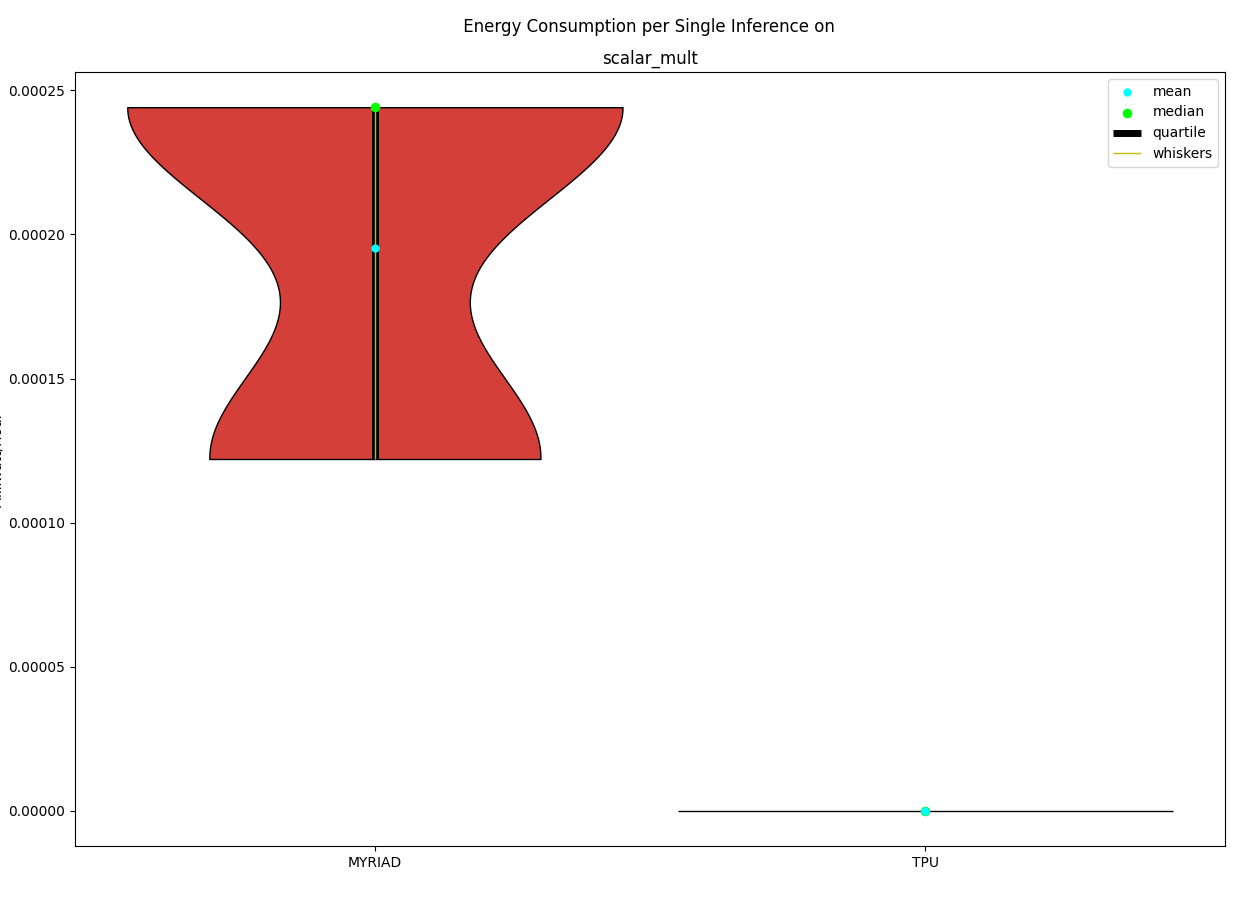 Energy Consumption per Single Inference on
scalar_mult
0.00025
0.00020
0.00015
0.00010
0.00005
0.00000
MYRIAD
TPU
mean
median
quartile
whiskers